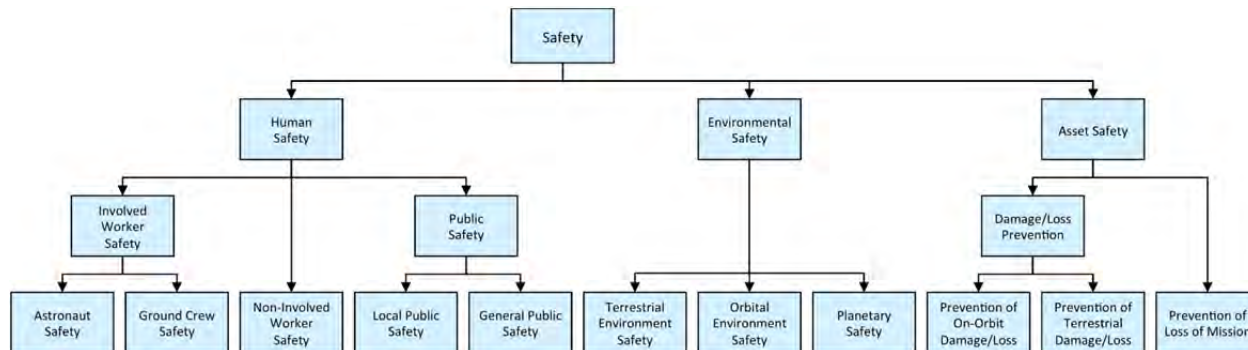 Safety
Human
Safety
Environmental
Safety
Asset Safety
Involved
Worker
Safety
Public
Safety
Damage/Loss
Prevention
Astronaut
Safety
Ground Crew
Safety
Non-Involved
Worker
Safety
Local Public
Safety
General Public
Safety
Terrestrial
Environment
Safety
Orbital
Environment
Safety
Planetary
Safety
Prevention of
On-Orbit
Damage/Loss
Prevention of
Terrestrial
Damage/Loss
Prevention of
Loss of Mission